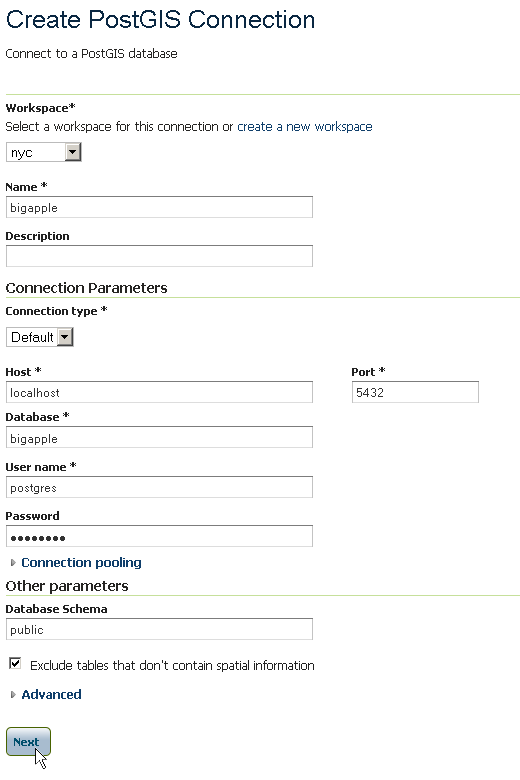 Create PostGIS Connection
Connect to a PostGIS database
Workspace*
Select a workspace for this connection or create a new workspace
nyc
Name *
bigapple
Description
Connection Parameters
Connection type *
Default
Host * Port *
localhost 5432
Database *
bigapple
User name *
postgres
Password
••••••••
Connection pooling
Other parameters
Database Schema
public
Exclude tables that don't contain spatial information
Advanced
Next